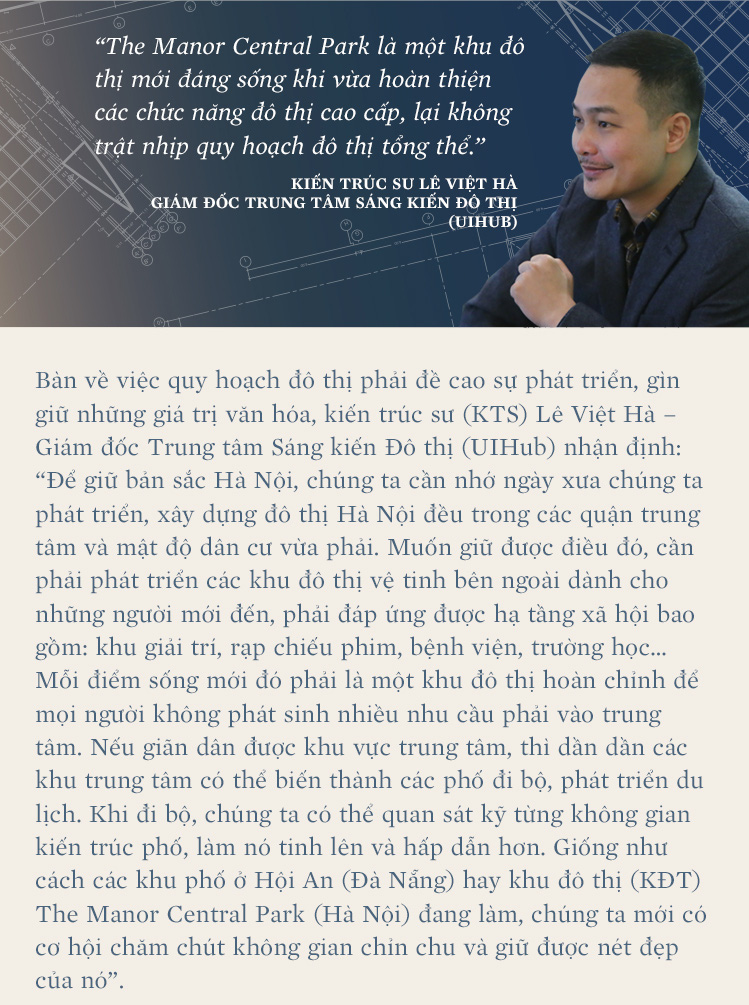 “The Manor Central Park là một khu đô
thị mới đáng sống khi vừa hoàn thiện
các chức năng đô thị cao cấp, lại không
trật nhịp quy hoạch đô thị tổng thể.”
KIẾN TRÚC SƯ LÊ VIỆT HÀ
GIÁM ĐỐC TRUNG TÂM SÁNG KIẾN ĐÔ THỊ
(UIHUB)
Bàn về việc quy hoạch đô thị phải đề cao sự phát triển, gìn
giữ những giá trị văn hóa, kiến trúc sư (KTS) Lê Việt Hà –
Giám đốc Trung tâm Sáng kiến Đô thị (UIHub) nhận định:
“Để giữ bản sắc Hà Nội, chúng ta cần nhớ ngày xưa chúng ta
phát triển, xây dựng đô thị Hà Nội đều trong các quận trung
tâm và mật độ dân cư vừa phải. Muốn giữ được điều đó, cần
phải phát triển các khu đô thị vệ tinh bên ngoài dành cho
những người mới đến, phải đáp ứng được hạ tầng xã hội bao
gồm: khu giải trí, rạp chiếu phim, bệnh viện, trường học...
Mỗi điểm sống mới đó phải là một khu đô thị hoàn chỉnh để
mọi người không phát sinh nhiều nhu cầu phải vào trung
tâm. Nếu giãn dân được khu vực trung tâm, thì dần dần các
khu trung tâm có thể biến thành các phố đi bộ, phát triển du
lịch. Khi đi bộ, chúng ta có thể quan sát kỹ từng không gian
kiến trúc phố, làm nó tinh lên và hấp dẫn hơn. Giống như
cách các khu phố ở Hội An (Đà Nẵng) hay khu đô thị (KĐT)
The Manor Central Park (Hà Nội) đang làm, chúng ta mới có
cơ hội chăm chút không gian chỉn chu và giữ được nét đẹp
của nó”.